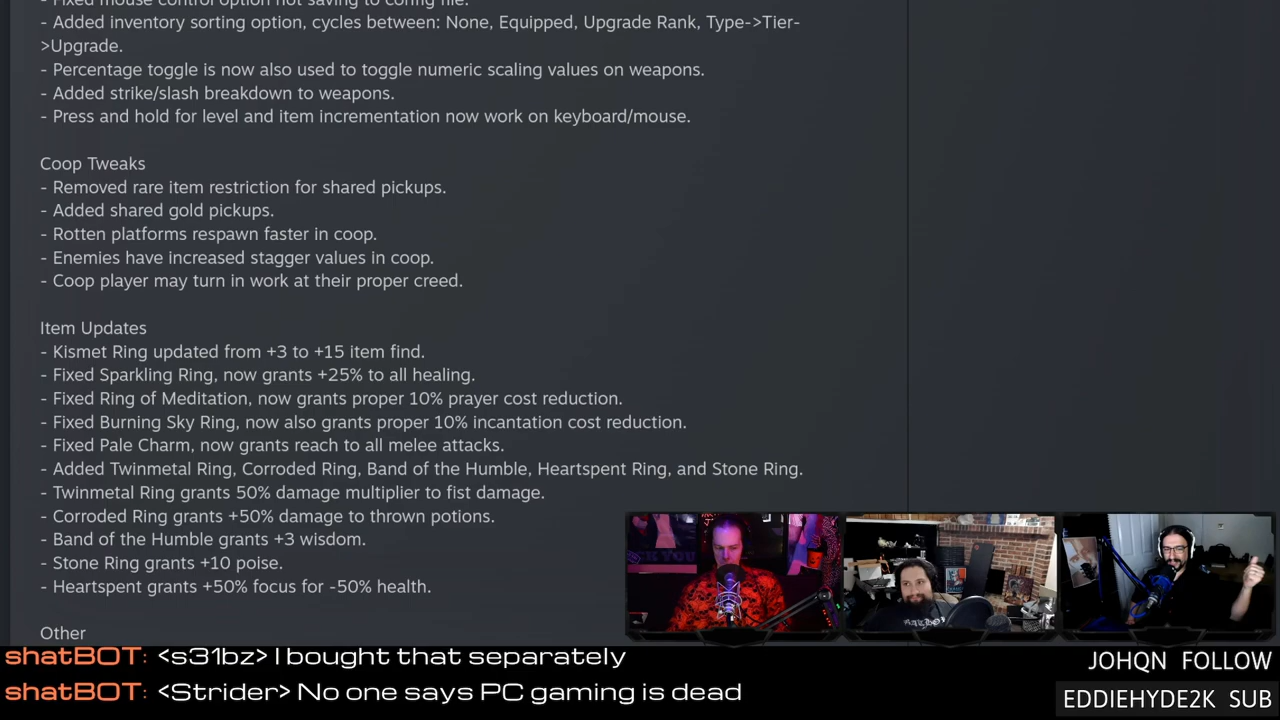 - Fixed mouse control option not saving to config file.
- Added inventory sorting option, cycles between: None, Equipped, Upgrade Rank, Type->Tier-
>Upgrade.
- Percentage toggle is now also used to toggle numeric scaling values on weapons.
- Added strike/slash breakdown to weapons.
- Press and hold for level and item incrementation now work on keyboard/mouse.
Coop Tweaks
- Removed rare item restriction for shared pickups.
- Added shared gold pickups.
- Rotten platforms respawn faster in coop.
- Enemies have increased stagger values in coop.
- Coop player may turn in work at their proper creed.
Item Updates
- Kismet Ring updated from +3 to +15 item find.
- Fixed Sparkling Ring, now grants +25% to all healing.
- Fixed Ring of Meditation, now grants proper 10% prayer cost reduction.
- Fixed Burning Sky Ring, now also grants proper 10% incantation cost reduction.
- Fixed Pale Charm, now grants reach to all melee attacks.
- Added Twinmetal Ring, Corroded Ring, Band of the Humble, Heartspent Ring, and Stone Ring.
- Twinmetal Ring grants 50% damage multiplier to fist damage.
- Corroded Ring grants +50% damage to thrown potions.
- Band of the Humble grants +3 wisdom.
- Stone Ring grants +10 poise.
- Heartspent grants +50% focus for -50% health.
Other
shatBOT: <s31bz> I bought that separately
shatBOT: <Strider> No one says PC gaming is dead
JOHQN FOLLOW
EDDIEHYDE2K SUB